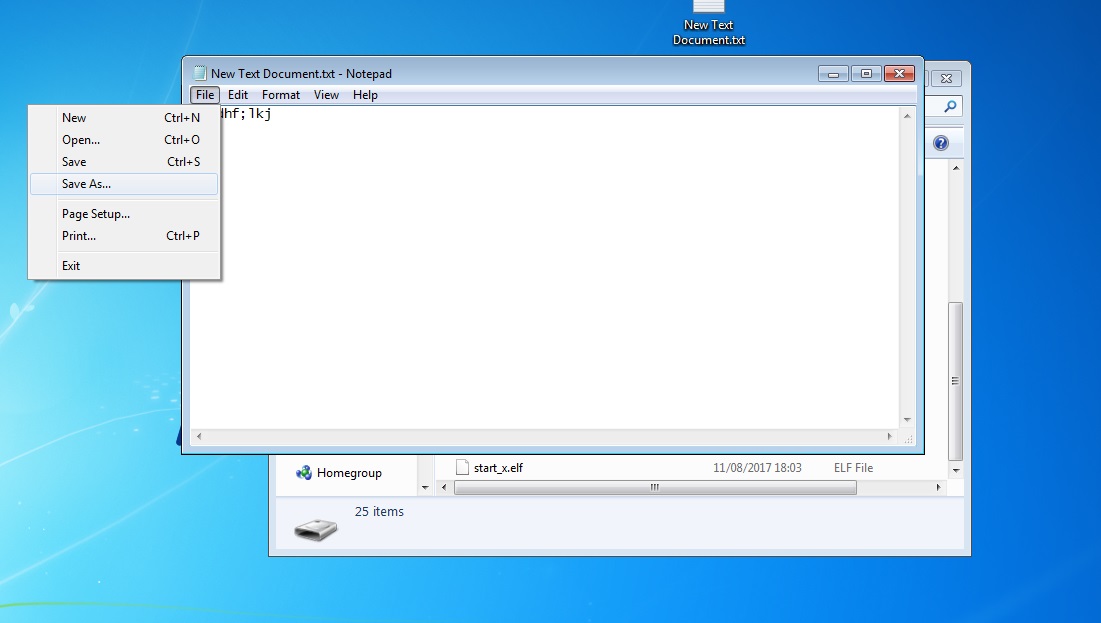 New Text
Document.txt
New Text Document.txt - Notepad
File Edit Format View Help
New Ctrl+N
Open... Ctrl+O
Save Ctrl+S
Save As...
Page Setup...
Print... Ctrl+P
Exit
hf;lkj
Homegroup
start_x.elf 11/08/2017 18:03 ELF File
25 items